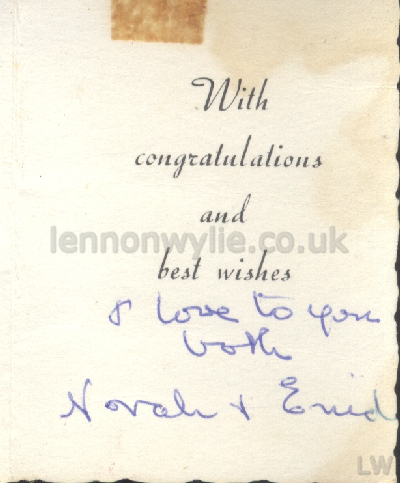 With
congratulations
and
lennonwylie.co.uk
best wishes
& love to you
both
Norah + Enid
LW